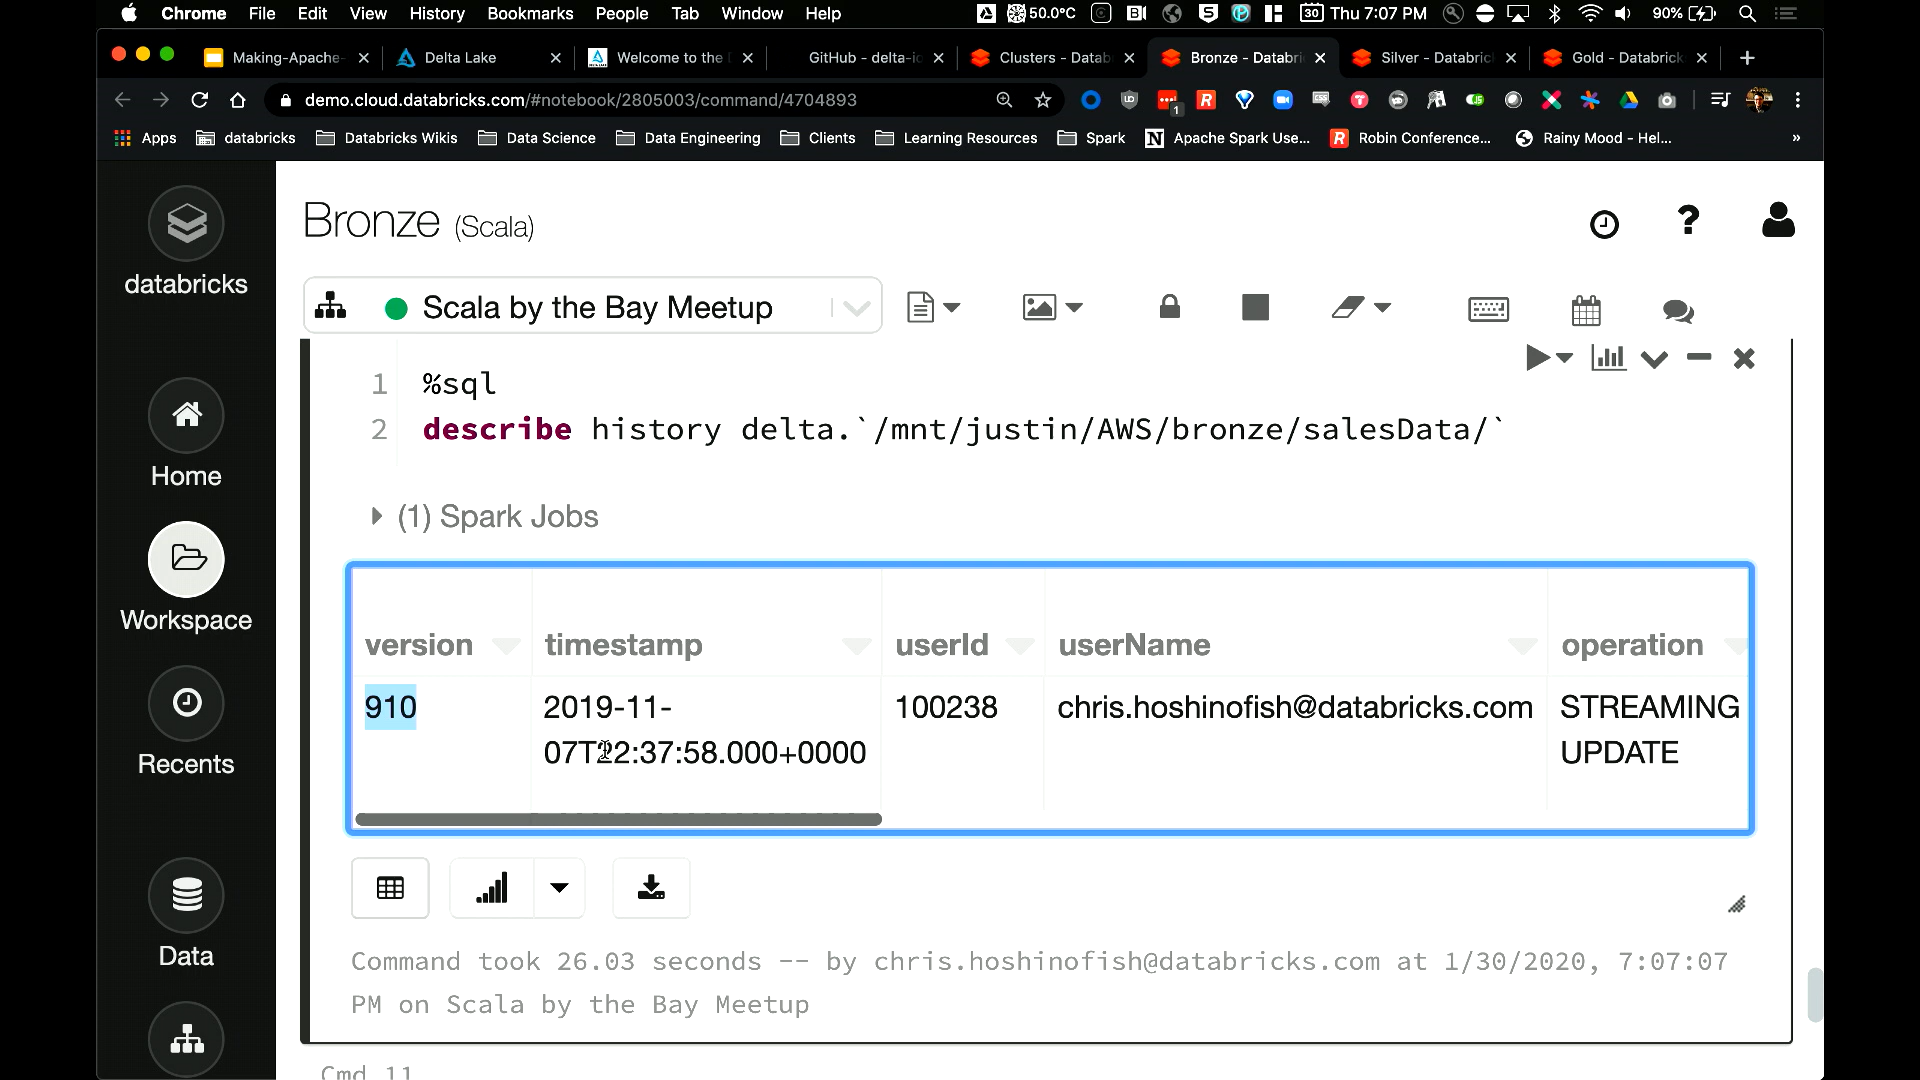 Chrome File Edit View History Bookmarks People Tab Window Help 50.0°C 30 Thu 7:07 PM 90%
Making-Apache- Delta Lake Welcome to the GitHub - delta-io Clusters - Datab Bronze - Databri Silver - Databric Gold - Databrick
demo.cloud.databricks.com/#notebook/2805003/command/4704893
Apps databricks Databricks Wikis Data Science Data Engineering Clients Learning Resources Spark Apache Spark Use... Robin Conference... Rainy Mood - Hel... »
Bronze (Scala)
databricks
Home
Workspace
Recents
Data
Scala by the Bay Meetup
1 %sql
2 describe history delta.`/mnt/justin/AWS/bronze/salesData/`
(1) Spark Jobs
version timestamp userId userName operation
910 2019-11- 100238 chris.hoshinofish@databricks.com STREAMING
07T22:37:58.000+0000 UPDATE
Command took 26.03 seconds -- by chris.hoshinofish@databricks.com at 1/30/2020, 7:07:07
PM on Scala by the Bay Meetup
Cmd 11